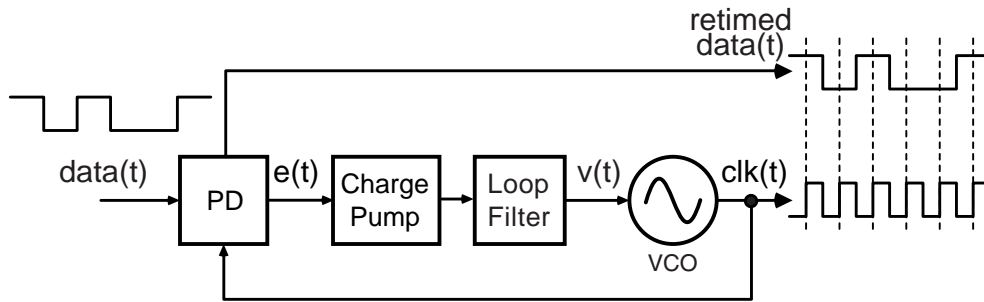 retimed
data(t)
data(t)
PD
e(t)
Charge
Pump
Loop
Filter
v(t)
VCO
clk(t)